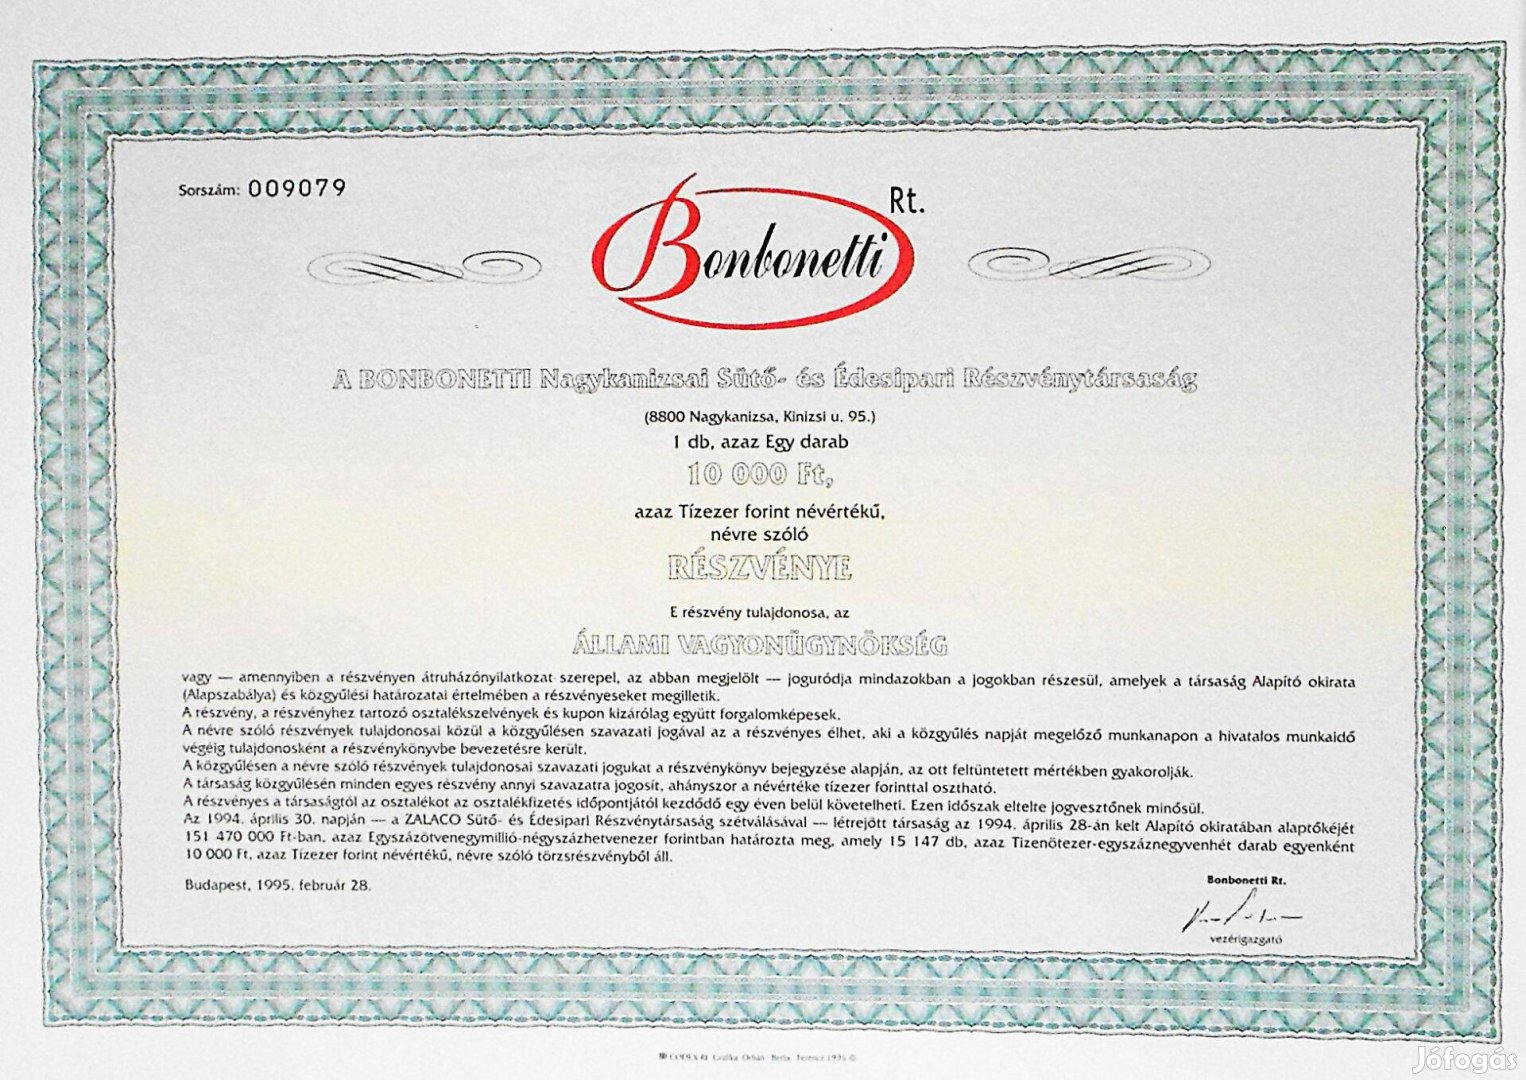 Sorszám: 009079
Bonbonetti Rt.
A BONBONETTI Nagykanizsai Sütő- és Édesipari Részvénytársaság
(8800 Nagykanizsa, Kinizsi u. 95.)
1 db, azaz Egy darab
10 000 Ft,
azaz Tízezer forint névértékű,
névre szóló
RÉSZVÉNYE
E részvény tulajdonosa, az
ÁLLAMI VAGYONÜGYNÖKSÉG
vagy — amennyiben a részvényen átruházónyilatkozat szerepel, az abban megjelölt — jogutódja mindazokban a jogokban részesül, amelyek a társaság Alapító okirata
(Alapszabálya) és közgyűlési határozatai értelmében a részvényeseket megilletik.
A részvény, a részvényhez tartozó osztalékszelvények és kupon kizárólag együtt forgalomképesek.
A névre szóló részvények tulajdonosai közül a közgyűlésen szavazati jogával az a részvényes élhet, aki a közgyűlés napját megelőző munkanapon a hivatalos munkaidő
végéig tulajdonosként a részvénykönyvbe bevezetésre került.
A közgyűlésen a névre szóló részvények tulajdonosai szavazati jogukat a részvénykönyv bejegyzése alapján, az ott feltüntetett mértékben gyakorolják.
A társaság közgyűlésén minden egyes részvény annyi szavazatra jogosít, ahányszor a névértéke tízezer forinttal osztható.
A részvényes a társaságtól az osztalékot az osztalékfizetés időpontjától kezdődő egy éven belül követelheti. Ezen időszak eltelte jogvesztőnek minősül.
Az 1994. április 30. napján — a ZALACO Sütő- és Édesipari Részvénytársaság szétválásával — létrejött társaság az 1994. április 28-án kelt Alapító okiratában alaptőkéjét
151 470 000 Ft-ban, azaz Egyszázötvenegymillió-négyszázhetvenezer forintban határozta meg, amely 15 147 db, azaz Tizenötezer-egyszáznegyvenhét darab egyenként
10 000 Ft, azaz Tízezer forint névértékű, névre szóló törzsrészvényből áll.
Budapest, 1995. február 28.
Bonbonetti Rt.
vezérigazgató
CODEX Rt. Grafika Orbán Ferencz 1995 ©
Jófogás